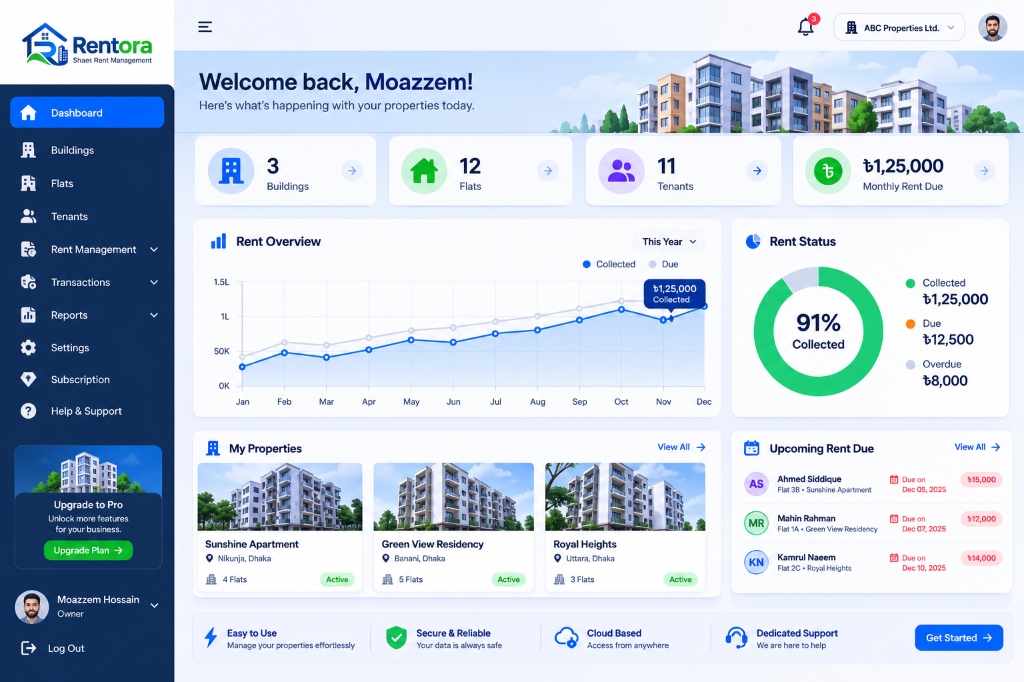 Rentora
Shaer Rent Management
Dashboard
Buildings
Flats
Tenants
Rent Management
Transactions
Reports
Settings
Subscription
Help & Support
Upgrade to Pro
Unlock more features
for your business.
Upgrade Plan →
Moazzem Hossain
Owner
Log Out
3
ABC Properties Ltd.
Welcome back, Moazzem!
Here's what's happening with your properties today.
3
Buildings
12
Flats
11
Tenants
৳
৳1,25,000
Monthly Rent Due
Rent Overview
This Year
Collected
Due
1.5L
1L
50K
0K
৳1,25,000
Collected
Jan Feb Mar Apr May Jun Jul Aug Sep Oct Nov Dec
Rent Status
91%
Collected
Collected
৳1,25,000
Due
৳12,500
Overdue
৳8,000
My Properties
View All →
Sunshine Apartment
Nikunja, Dhaka
4 Flats
Active
Green View Residency
Banani, Dhaka
5 Flats
Active
Royal Heights
Uttara, Dhaka
3 Flats
Active
Upcoming Rent Due
View All →
AS
Ahmed Siddique
Flat 3B • Sunshine Apartment
Due on
Dec 05, 2025
৳15,000
MR
Mahin Rahman
Flat 1A • Green View Residency
Due on
Dec 07, 2025
৳12,000
KN
Kamrul Naeem
Flat 2C • Royal Heights
Due on
Dec 10, 2025
৳14,000
Easy to Use
Manage your properties effortlessly
Secure & Reliable
Your data is always safe
Cloud Based
Access from anywhere
Dedicated Support
We are here to help
Get Started →